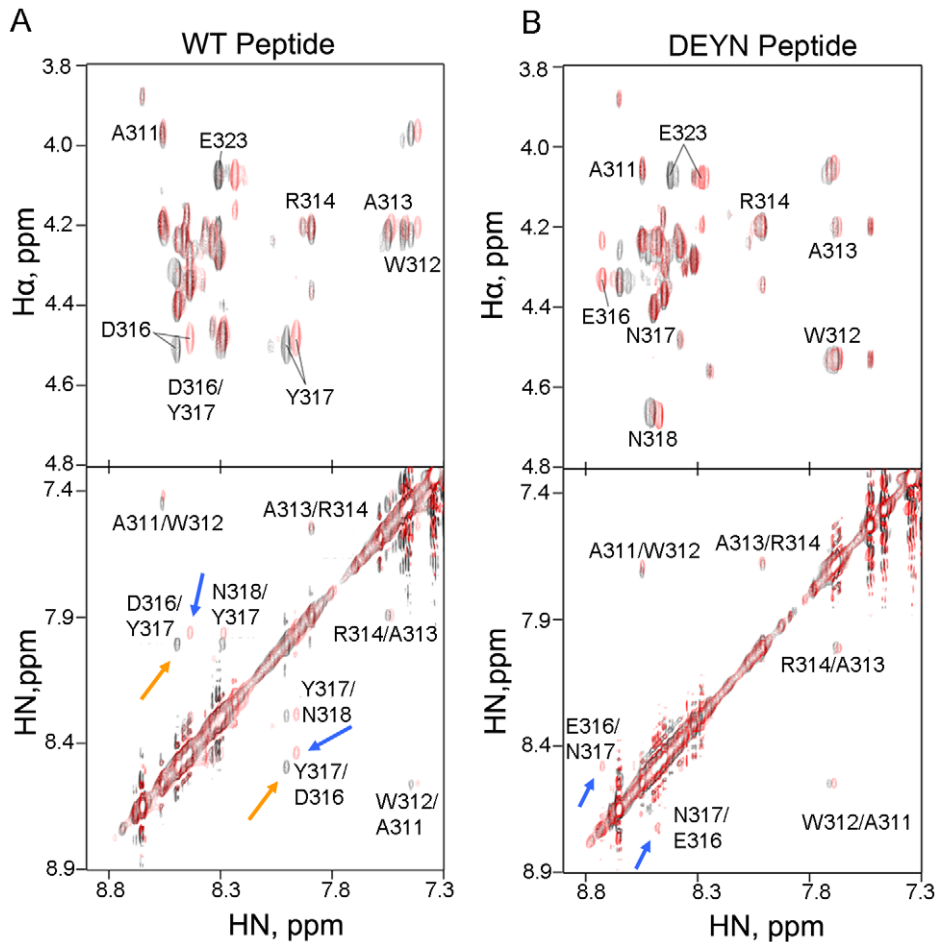 A
WT Peptide
3.8
4.0
4.2
4.4
4.6
4.8
Hα, ppm
A311
E323
R314
A313
W312
D316
D316/
Y317
Y317
7.4
7.9
8.4
8.9
HN,ppm
A311/W312
A313/R314
D316/
Y317
N318/
Y317
R314/A313
Y317/
N318
Y317/
D316
W312/
A311
8.8
8.3
7.8
7.3
HN, ppm
B
DEYN Peptide
3.8
4.0
4.2
4.4
4.6
4.8
Hα, ppm
E323
A311
R314
A313
E316
N317
W312
N318
7.4
7.9
8.4
8.9
HN,ppm
A311/W312
A313/R314
R314/A313
E316/
N317
N317/
E316
W312/A311
8.8
8.3
7.8
7.3
HN, ppm